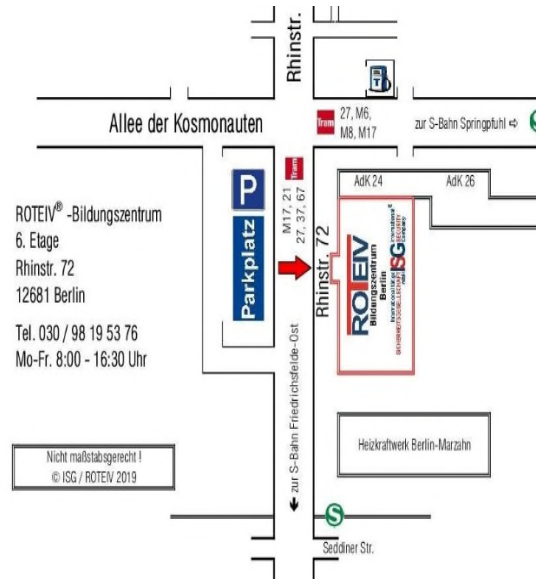 Rhinstr.
Allee der Kosmonauten
Tram
27, M6,
M8, M17
zur S-Bahn Springpfuhl ⇨
S
ROTEIV® -Bildungszentrum
6. Etage
Rhinstr. 72
12681 Berlin
Tel. 030 / 98 19 53 76
Mo-Fr. 8:00 - 16:30 Uhr
P
Parkplatz
Tram
M17, 21
27, 37, 67
Rhinstr. 72
AdK 24
AdK 26
ROTEIV
Bildungszentrum
Berlin
ISG
← zur S-Bahn Friedrichsfelde-Ost
Heizkraftwerk Berlin-Marzahn
Nicht maßstabsgerecht !
© ISG / ROTEIV 2019
S
Seddiner Str.